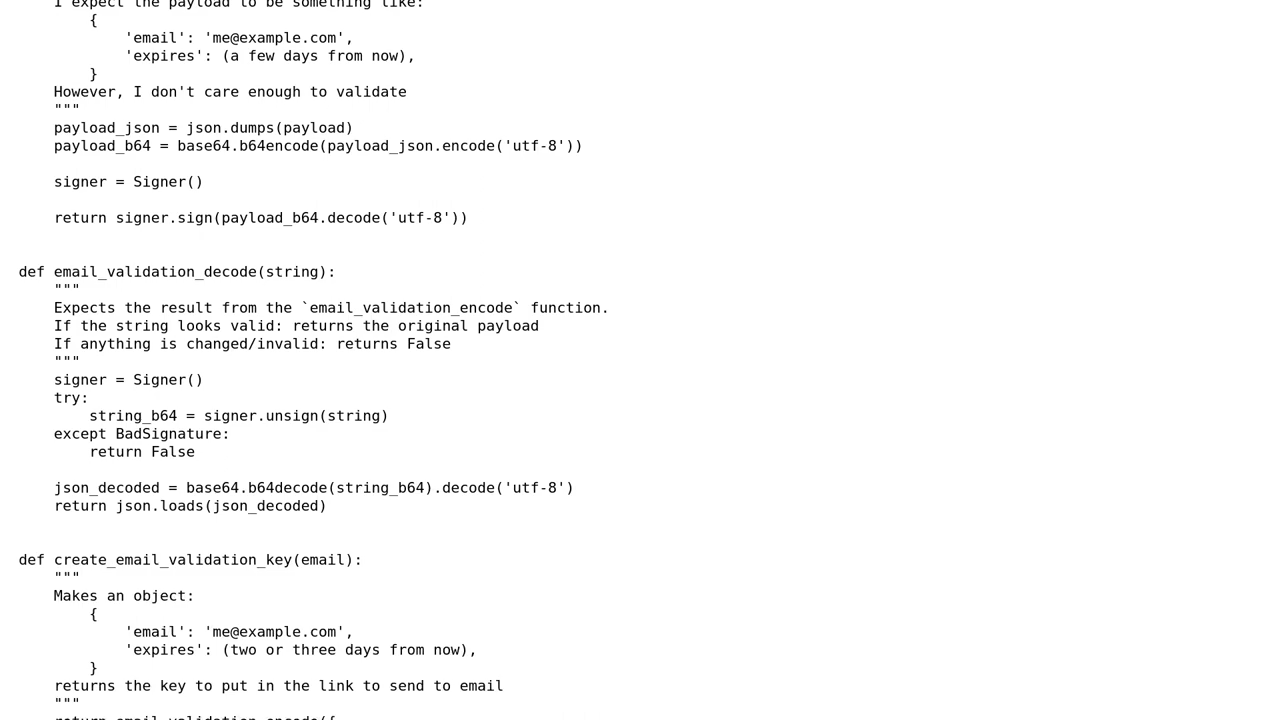 I expect the payload to be something like:
        {
            'email': 'me@example.com',
            'expires': (a few days from now),
        }
    However, I don't care enough to validate
    """
    payload_json = json.dumps(payload)
    payload_b64 = base64.b64encode(payload_json.encode('utf-8'))

    signer = Signer()

    return signer.sign(payload_b64.decode('utf-8'))


def email_validation_decode(string):
    """
    Expects the result from the `email_validation_encode` function.
    If the string looks valid: returns the original payload
    If anything is changed/invalid: returns False
    """
    signer = Signer()
    try:
        string_b64 = signer.unsign(string)
    except BadSignature:
        return False

    json_decoded = base64.b64decode(string_b64).decode('utf-8')
    return json.loads(json_decoded)


def create_email_validation_key(email):
    """
    Makes an object:
        {
            'email': 'me@example.com',
            'expires': (two or three days from now),
        }
    returns the key to put in the link to send to email
    """
    return email_validation_encode({